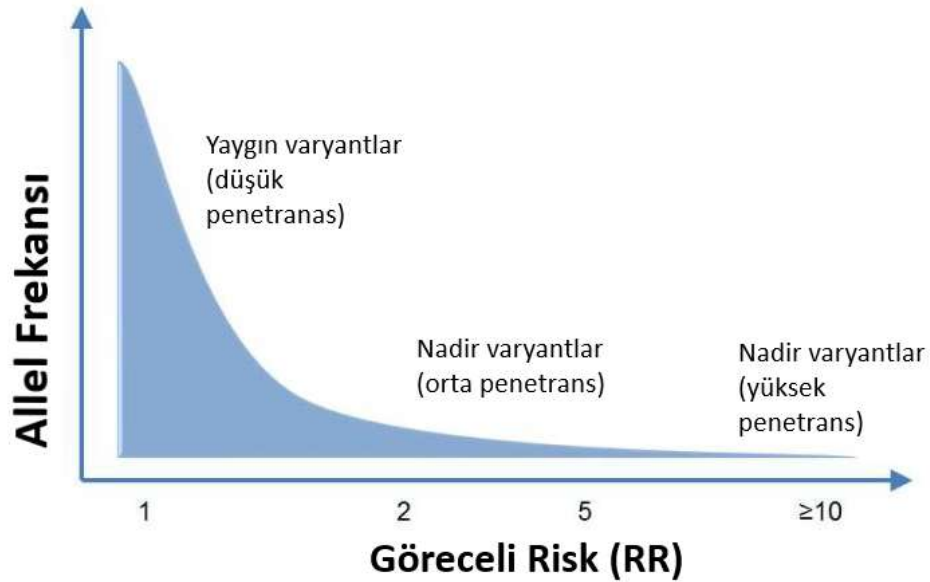 Allel Frekansı
Yaygın varyantlar
(düşük
penetranas)
Nadir varyantlar
(orta penetrans)
Nadir varyantlar
(yüksek
penetrans)
1
2
5
≥10
Göreceli Risk (RR)